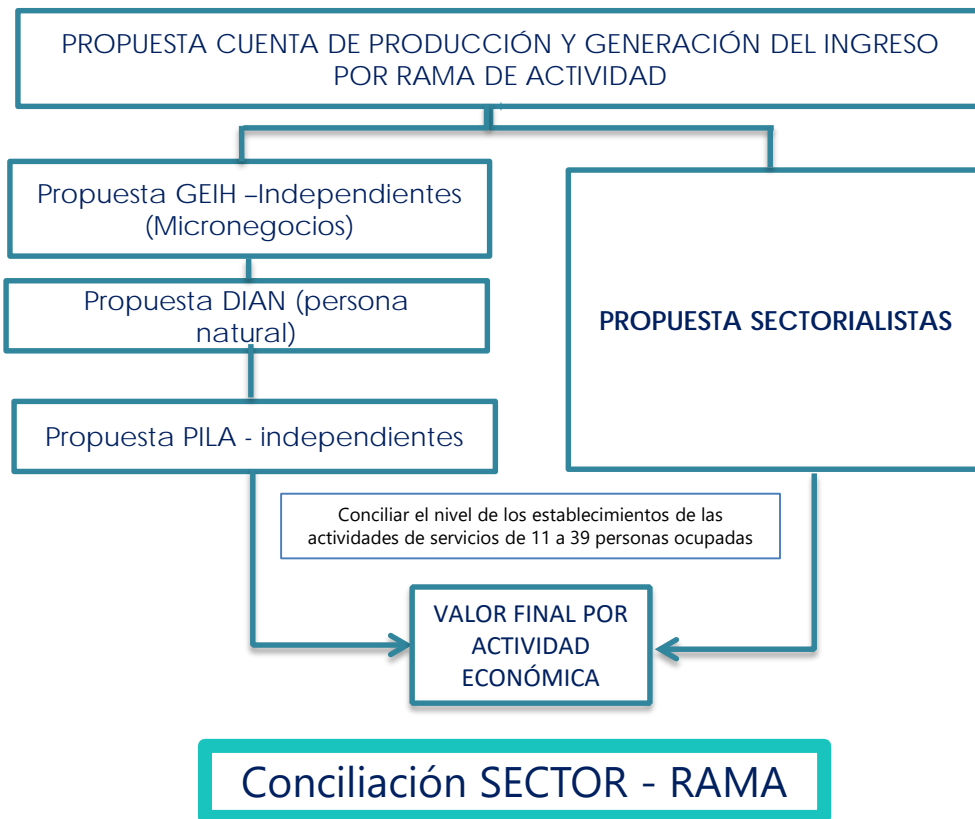 PROPUESTA CUENTA DE PRODUCCIÓN Y GENERACIÓN DEL INGRESO
POR RAMA DE ACTIVIDAD
Propuesta GEIH –Independientes
(Micronegocios)
Propuesta DIAN (persona
natural)
Propuesta PILA - independientes
PROPUESTA SECTORIALISTAS
Conciliar el nivel de los establecimientos de las
actividades de servicios de 11 a 39 personas ocupadas
VALOR FINAL POR
ACTIVIDAD
ECONÓMICA
Conciliación SECTOR - RAMA